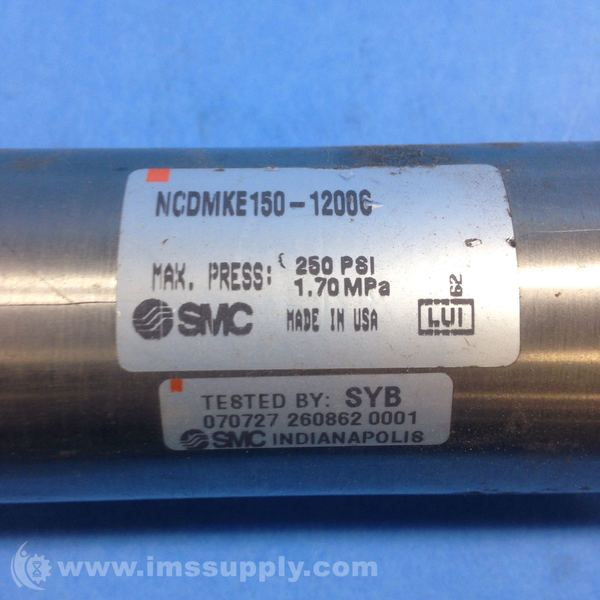 NCDMKE150-1200C
MAX. PRESS: 250 PSI
1.70 MPa
SMC MADE IN USA
LUI
62
TESTED BY: SYB
070727 260862 0001
SMC INDIANAPOLIS
www.imssupply.com